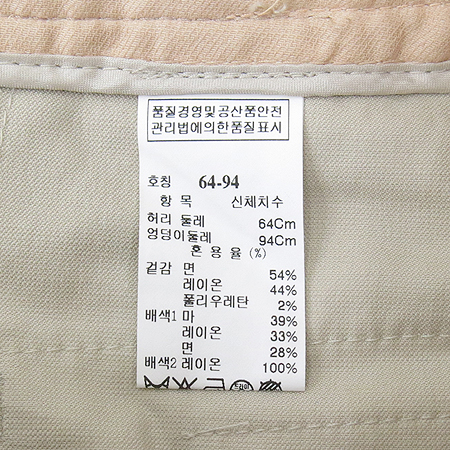 품질경영및공산품안전
관리법에의한품질표시
호칭 64-94
항 목 신체치수
허리 둘레 64Cm
엉덩이둘레 94Cm
혼 용 율 (%)
겉감 면 54%
레이온 44%
폴리우레탄 2%
배색1 마 39%
레이온 33%
면 28%
배색2 레이온 100%
드라이